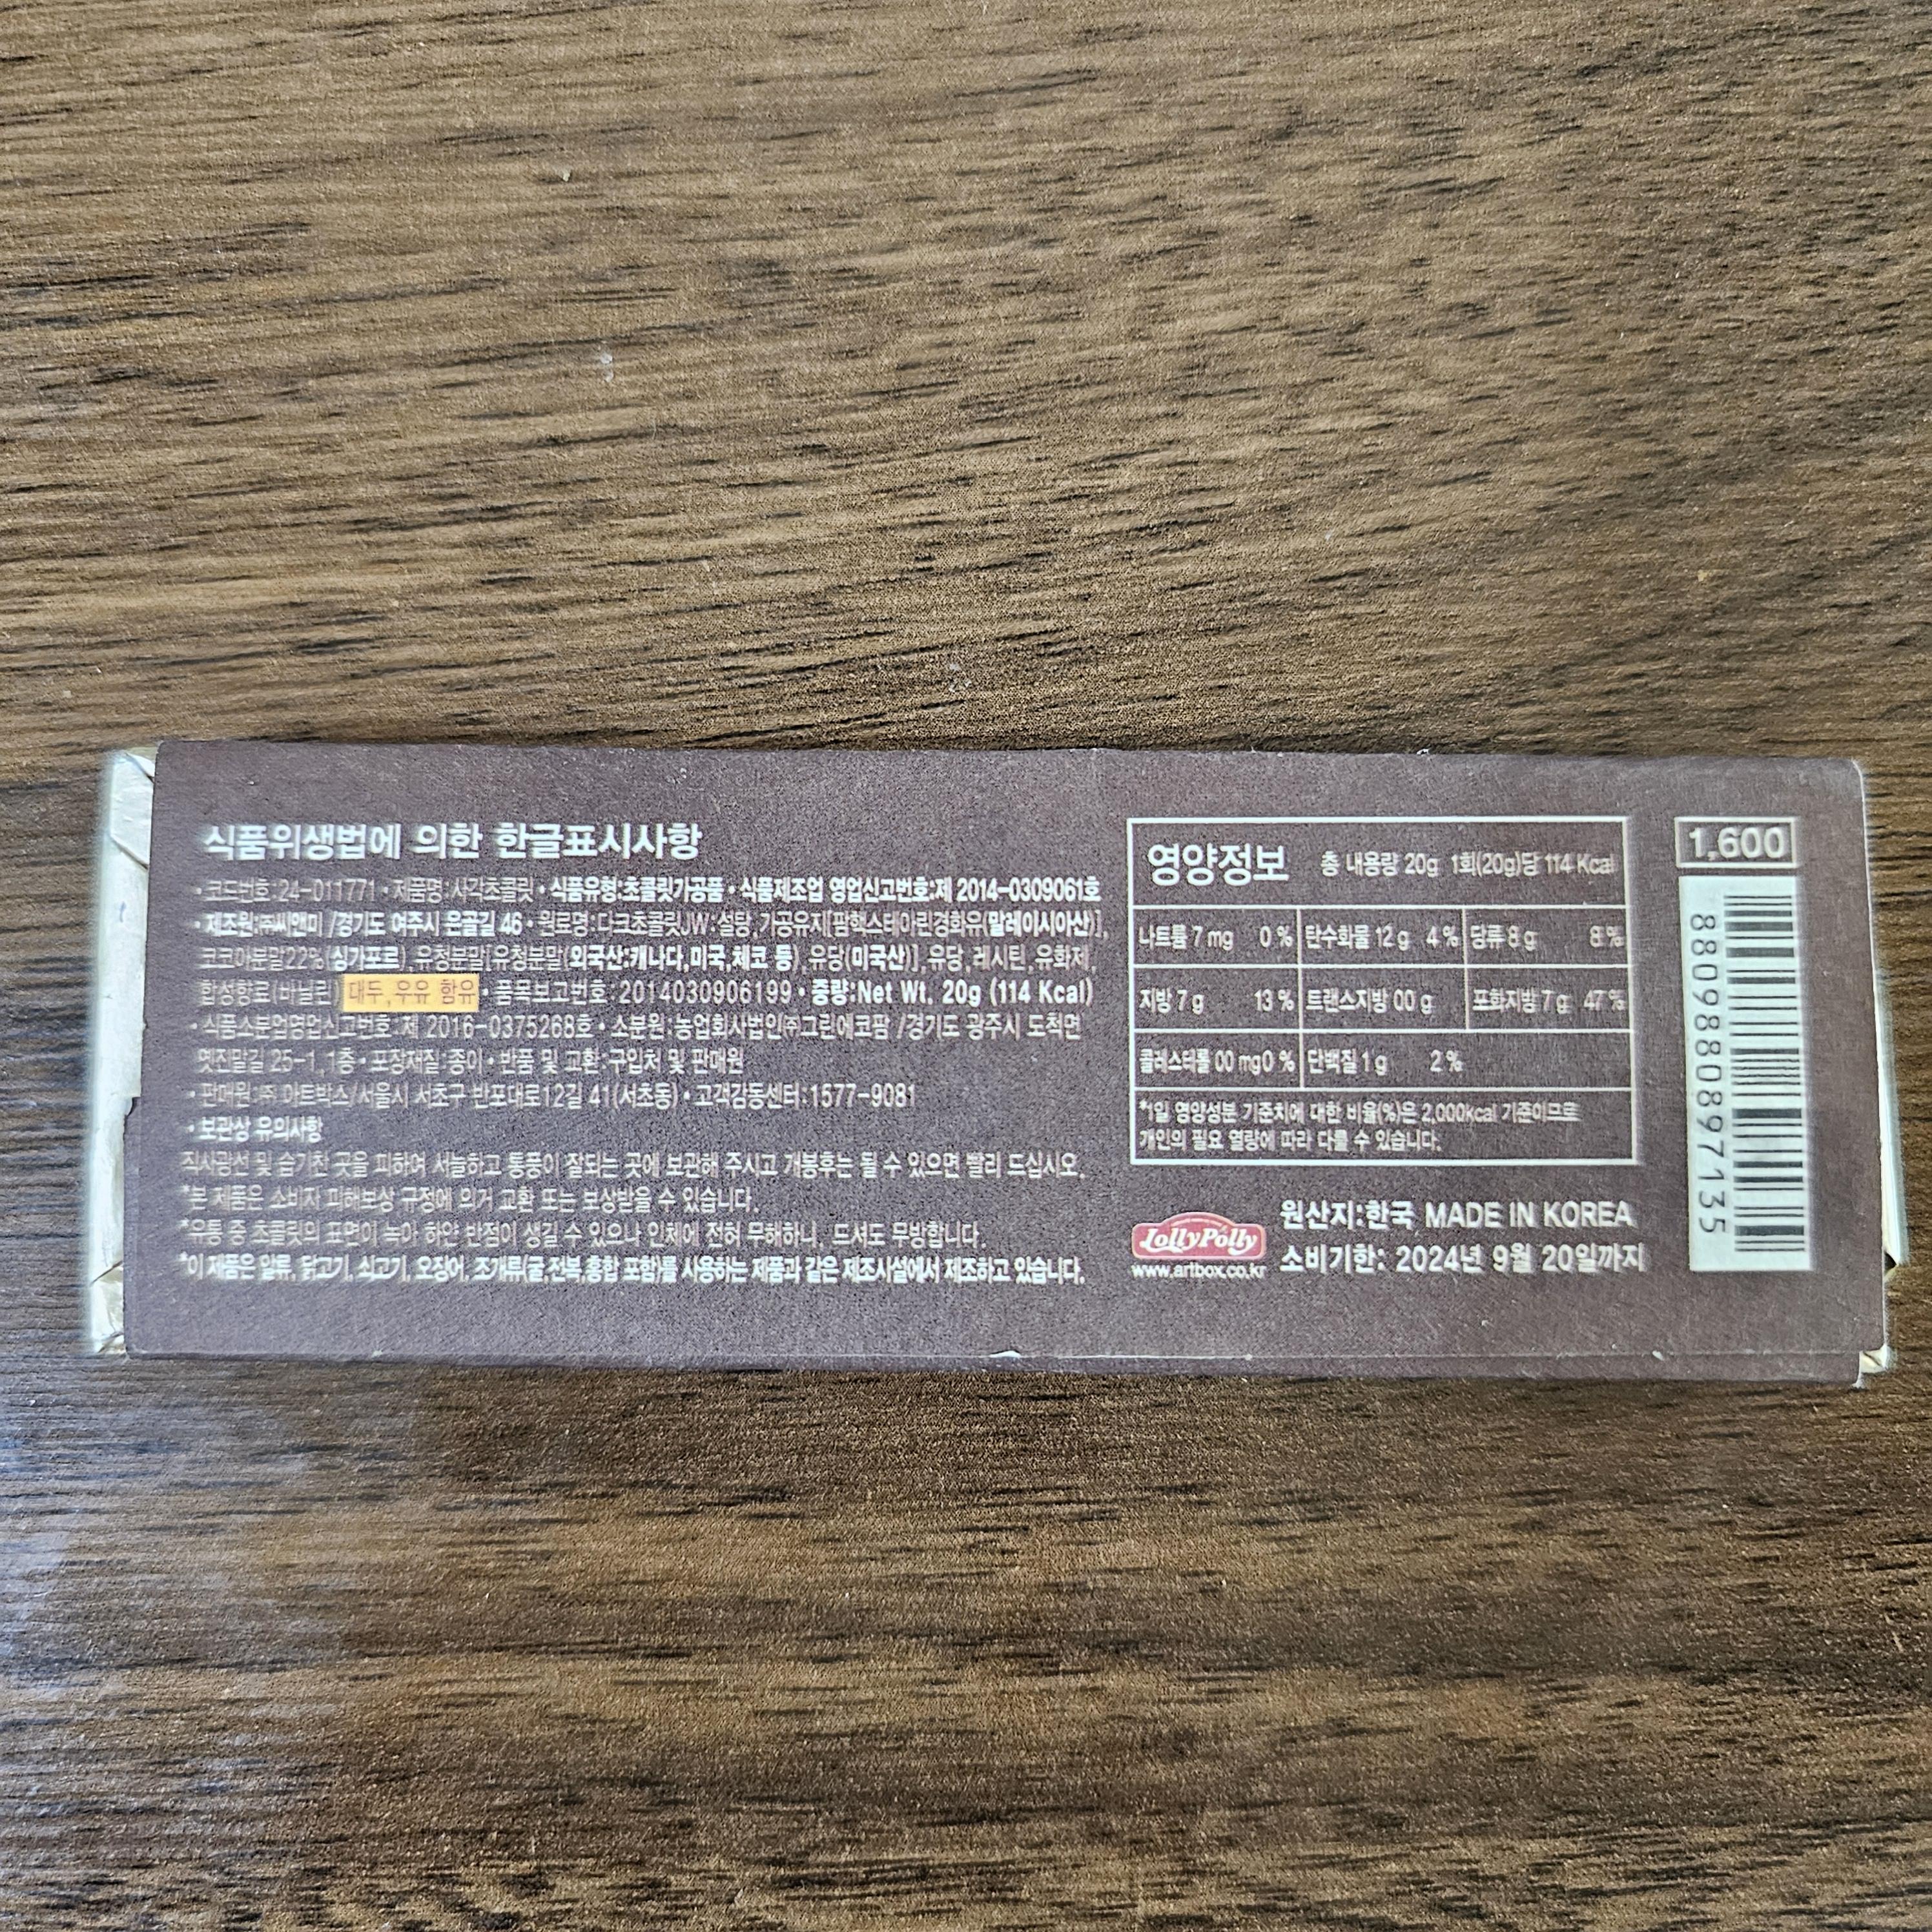 식품위생법에 의한 한글표시사항
•코드번호:24-011771•제품명:사각초콜릿•식품유형:초콜릿가공품•식품제조업 영업신고번호:제 2014-0309061호
•제조원:㈜씨앤미 /경기도 여주시 은골길 46•원료명:다크초콜릿JW:설탕,가공유지[팜핵스테아린경화유(말레이시아산)],
코코아분말22%(싱가포르),유청분말[유청분말(외국산:캐나다,미국,체코 등),유당(미국산)],유당,레시틴,유화제,
합성향료(바닐린) 대두,우유 함유•품목보고번호:2014030906199•중량:Net Wt. 20g (114 Kcal)
•식품소분업영업신고번호:제 2016-0375268호•소분원:농업회사법인㈜그린에코팜 /경기도 광주시 도척면
옛진말길 25-1,1층•포장재질:종이•반품 및 교환:구입처 및 판매원
•판매원:㈜ 아트박스/서울시 서초구 반포대로12길 41(서초동)•고객감동센터:1577-9081
•보관상 유의사항
직사광선 및 습기찬 곳을 피하여 서늘하고 통풍이 잘되는 곳에 보관해 주시고 개봉후는 될 수 있으면 빨리 드십시오.
*본 제품은 소비자 피해보상 규정에 의거 교환 또는 보상받을 수 있습니다.
*유통 중 초콜릿의 표면이 녹아 하얀 반점이 생길 수 있으나 인체에 전혀 무해하니, 드셔도 무방합니다.
*이 제품은 알류, 닭고기, 쇠고기, 오징어, 조개류(굴,전복,홍합 포함)를 사용하는 제품과 같은 제조시설에서 제조하고 있습니다.
영양정보 총 내용량 20g 1회(20g)당 114 Kcal
나트륨 7 mg 0 % 탄수화물 12 g 4 % 당류 8 g 8 %
지방 7 g 13 % 트랜스지방 00 g 포화지방 7 g 47 %
콜레스테롤 00 mg 0 % 단백질 1 g 2 %
*1일 영양성분 기준치에 대한 비율(%)은 2,000kcal 기준이므로
개인의 필요 열량에 따라 다를 수 있습니다.
LollyPolly
www.artbox.co.kr
원산지:한국 MADE IN KOREA
소비기한: 2024년 9월 20일까지
1,600
8809880897135